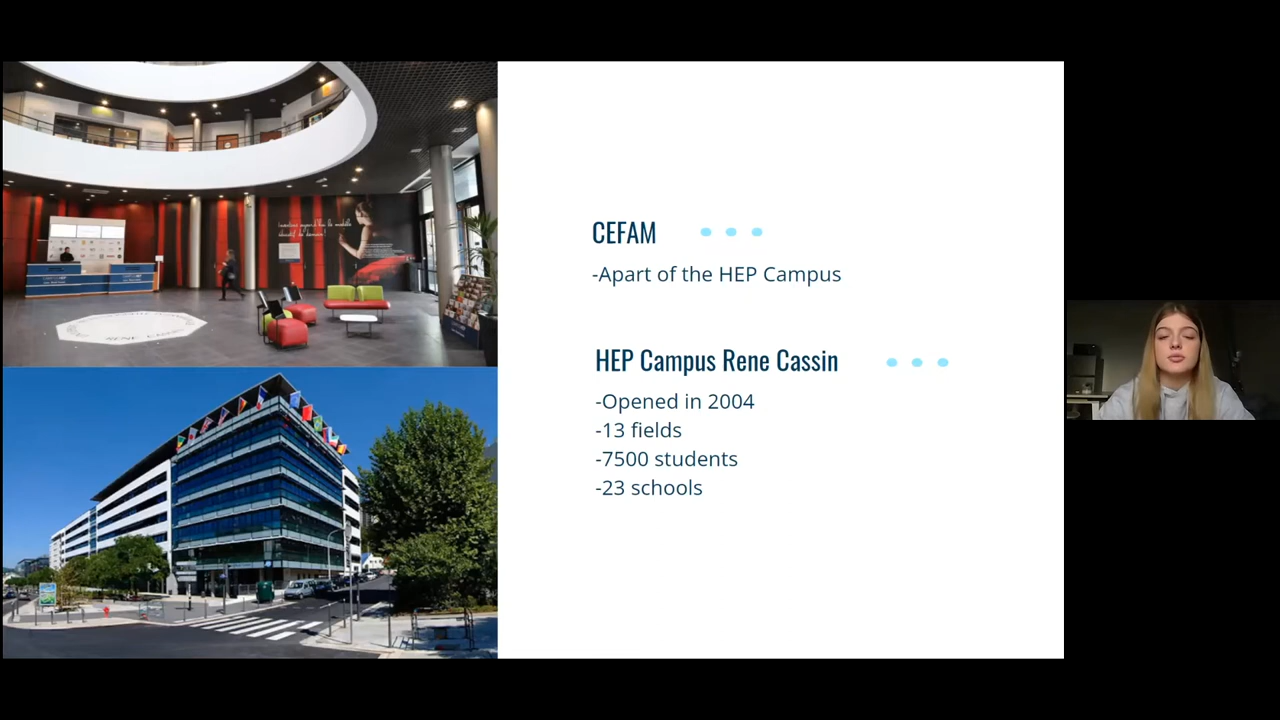 CEFAM
-Apart of the HEP Campus
HEP Campus Rene Cassin
-Opened in 2004
-13 fields
-7500 students
-23 schools